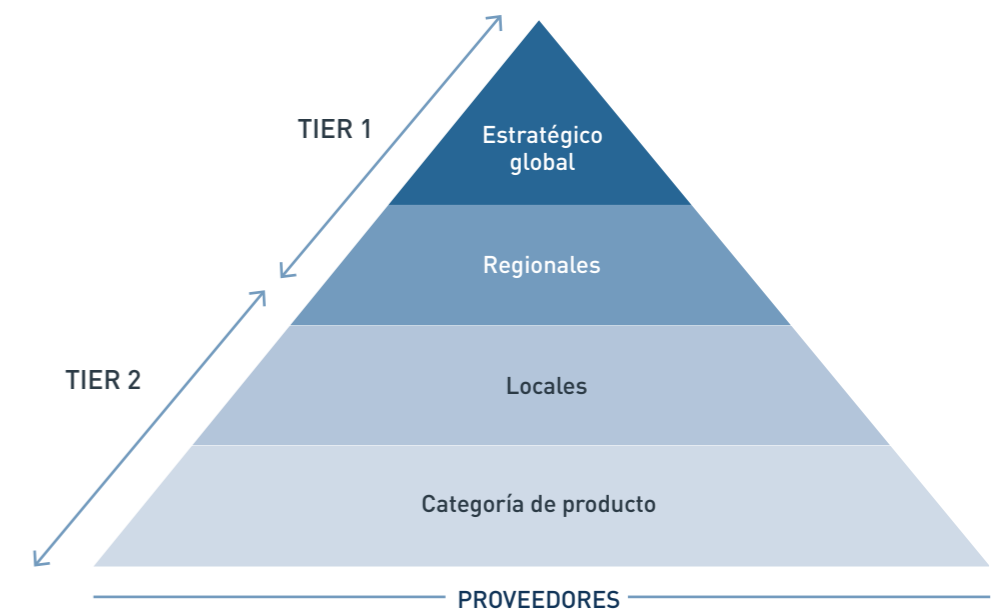 TIER 1
Estratégico
global
Regionales
TIER 2
Locales
Categoría de producto
PROVEEDORES